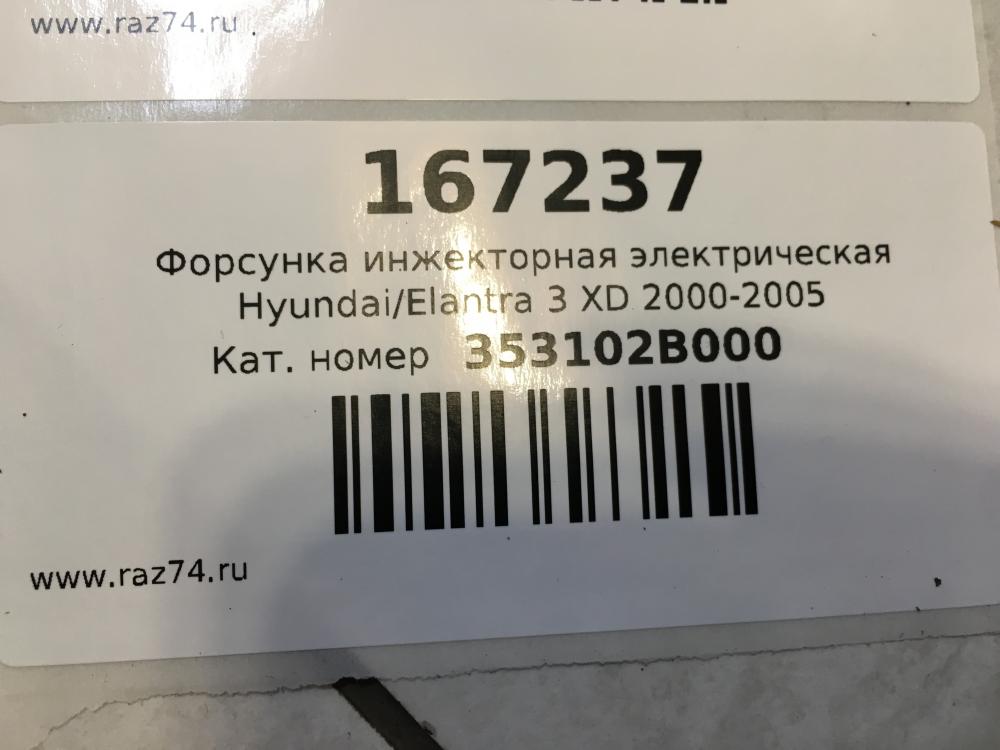 www.raz74.ru
167237
Форсунка инжекторная электрическая
Hyundai/Elantra 3 XD 2000-2005
Кат. номер 353102B000
www.raz74.ru